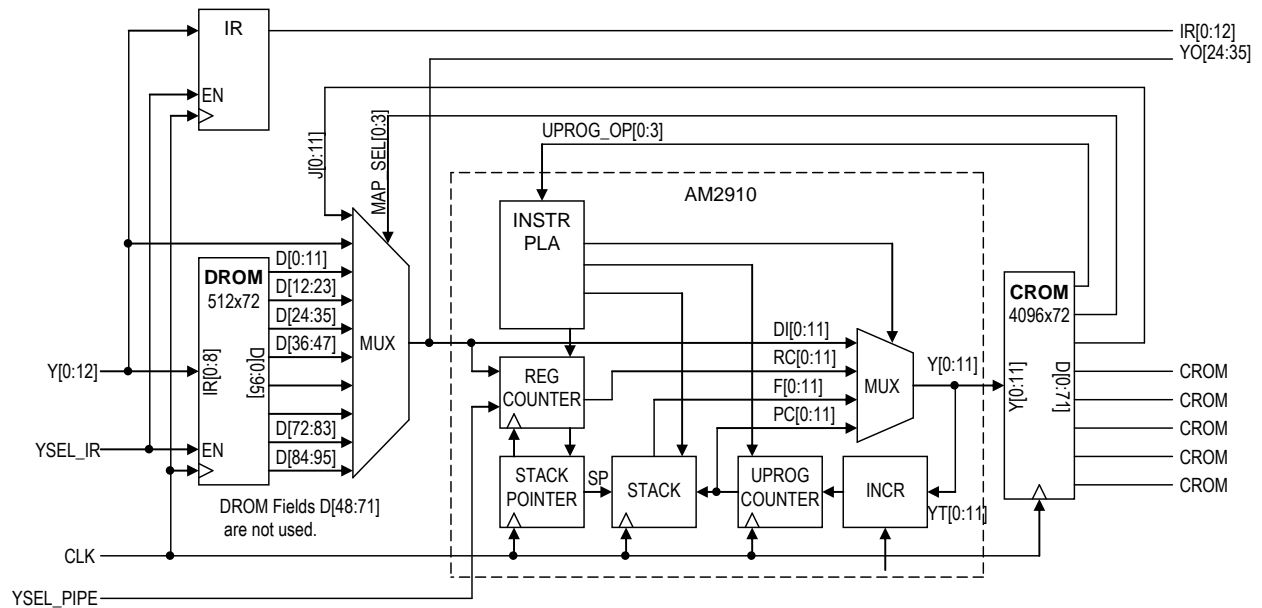 IR
IR[0:12]
YO[24:35]
EN
J[0:11]
MAP_SEL[0:3]
UPROG_OP[0:3]
AM2910
INSTR
PLA
DROM
512x72
IR[0:8]
D[0:95]
EN
D[0:11]
D[12:23]
D[24:35]
D[36:47]
D[72:83]
D[84:95]
MUX
Y[0:12]
YSEL_IR
DROM Fields D[48:71]
are not used.
CLK
YSEL_PIPE
REG
COUNTER
STACK
POINTER
SP
STACK
UPROG
COUNTER
INCR
YT[0:11]
DI[0:11]
RC[0:11]
F[0:11]
PC[0:11]
MUX
Y[0:11]
CROM
4096x72
Y[0:11]
D[0:71]
CROM
CROM
CROM
CROM
CROM